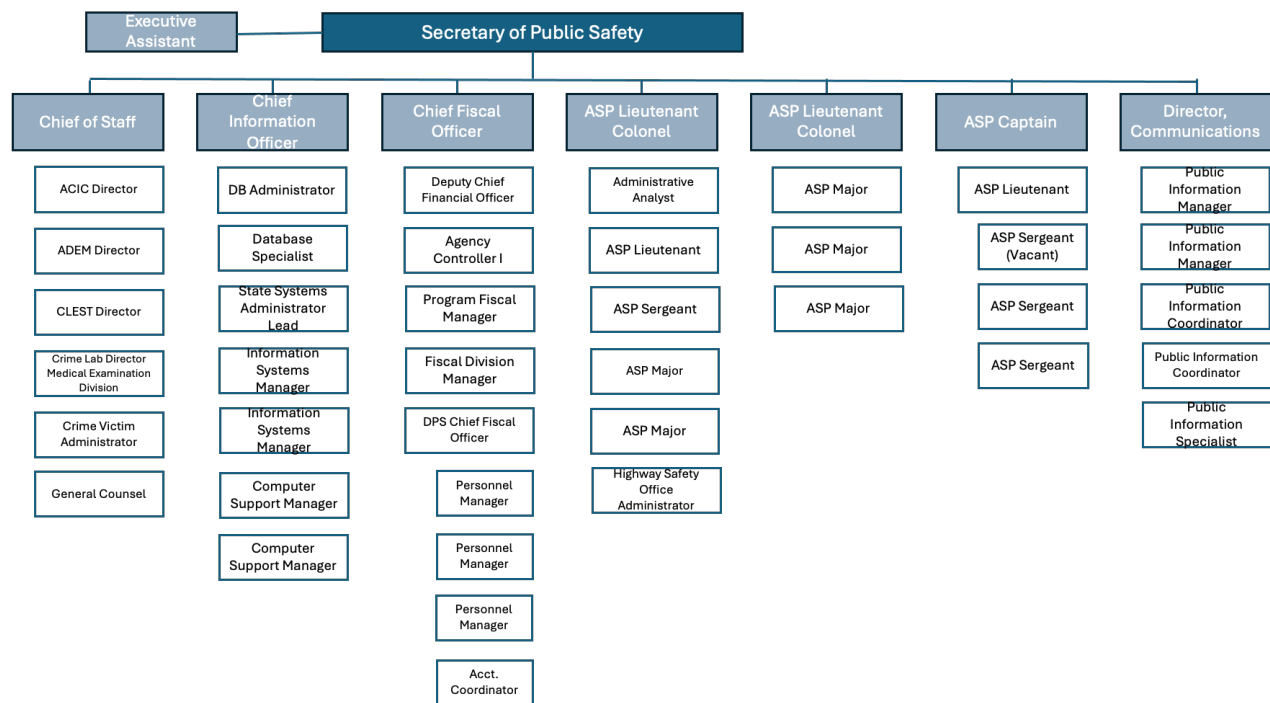 Executive
Assistant
Secretary of Public Safety
Chief of Staff
ACIC Director
ADEM Director
CLEST Director
Crime Lab Director
Medical Examination
Division
Crime Victim
Administrator
General Counsel
Chief
Information
Officer
DB Administrator
Database
Specialist
State Systems
Administrator
Lead
Information
Systems
Manager
Information
Systems
Manager
Computer
Support Manager
Computer
Support Manager
Chief Fiscal
Officer
Deputy Chief
Financial Officer
Agency
Controller I
Program Fiscal
Manager
Fiscal Division
Manager
DPS Chief Fiscal
Officer
Personnel
Manager
Personnel
Manager
Personnel
Manager
Acct.
Coordinator
ASP Lieutenant
Colonel
Administrative
Analyst
ASP Lieutenant
ASP Sergeant
ASP Major
ASP Major
Highway Safety
Office
Administrator
ASP Lieutenant
Colonel
ASP Major
ASP Major
ASP Major
ASP Captain
ASP Lieutenant
ASP Sergeant
(Vacant)
ASP Sergeant
ASP Sergeant
Director,
Communications
Public
Information
Manager
Public
Information
Manager
Public
Information
Coordinator
Public Information
Coordinator
Public
Information
Specialist